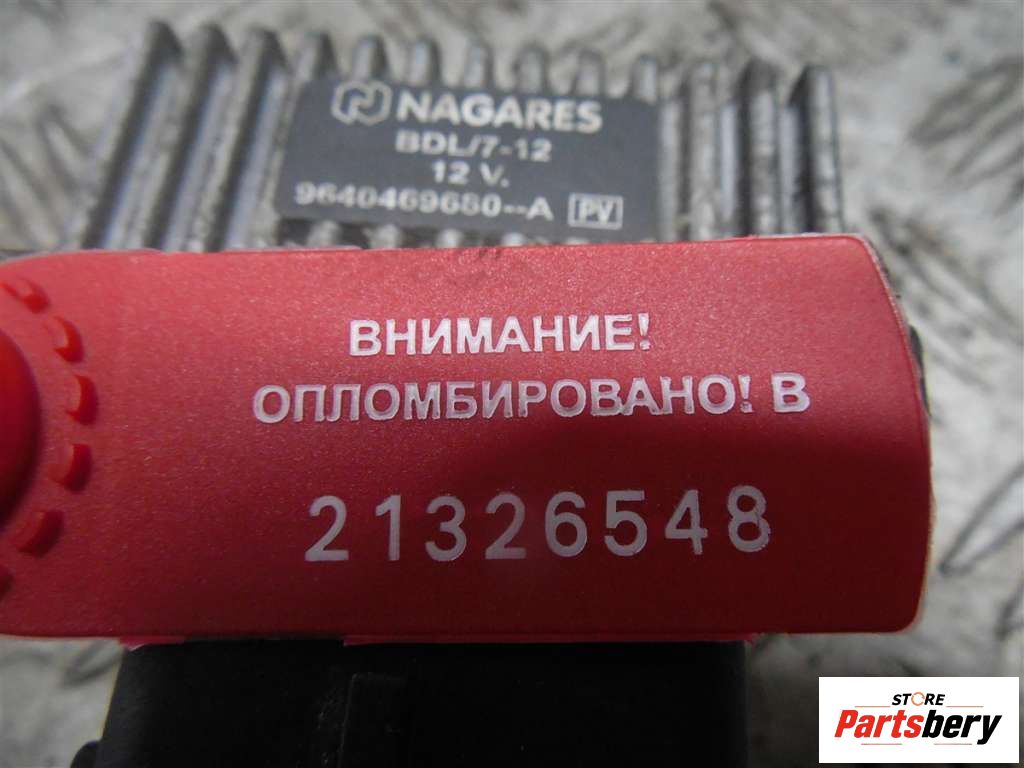 NAGARES
BDL/7-12
12 V.
9640469680--A PV
ВНИМАНИЕ!
ОПЛОМБИРОВАНО! В
21326548
STORE
Partsbery